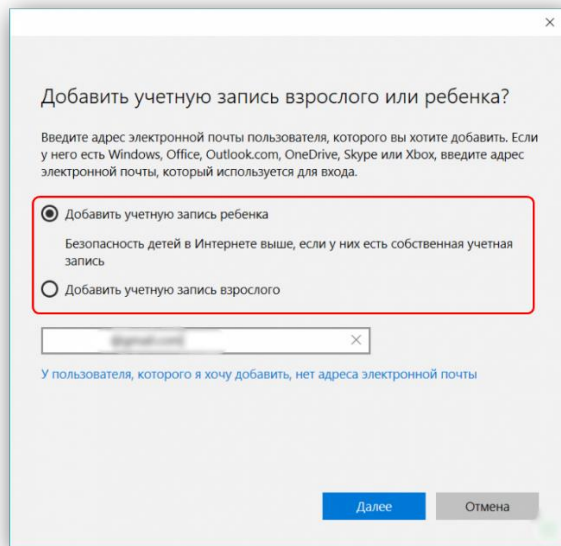 Добавить учетную запись взрослого или ребенка?
Введите адрес электронной почты пользователя, которого вы хотите добавить. Если
у него есть Windows, Office, Outlook.com, OneDrive, Skype или Xbox, введите адрес
электронной почты, который используется для входа.
Добавить учетную запись ребенка
Безопасность детей в Интернете выше, если у них есть собственная учетная
запись
Добавить учетную запись взрослого
@gmail.com
У пользователя, которого я хочу добавить, нет адреса электронной почты
Далее Отмена